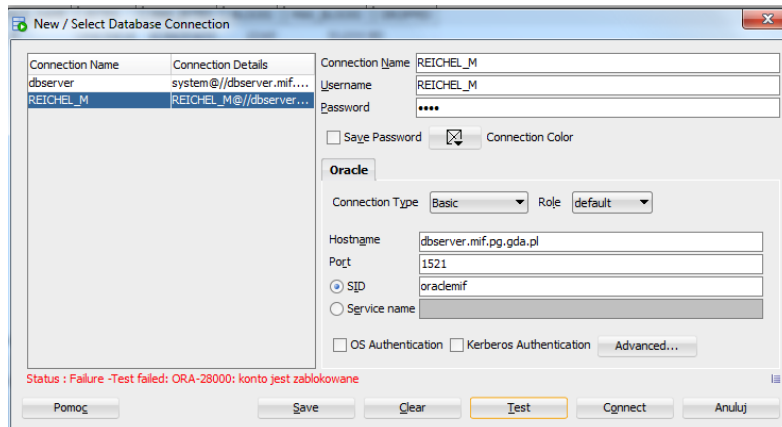 New / Select Database Connection
Connection Name Connection Details
dbserver system@//dbserver.mif....
REICHEL_M REICHEL_M@//dbserver...
Connection Name REICHEL_M
Username REICHEL_M
Password ••••
Save Password Connection Color
Oracle
Connection Type Basic Role default
Hostname dbserver.mif.pg.gda.pl
Port 1521
SID oraclemif
Service name
OS Authentication Kerberos Authentication Advanced...
Status : Failure -Test failed: ORA-28000: konto jest zablokowane
Pomoc Save Clear Test Connect Anuluj